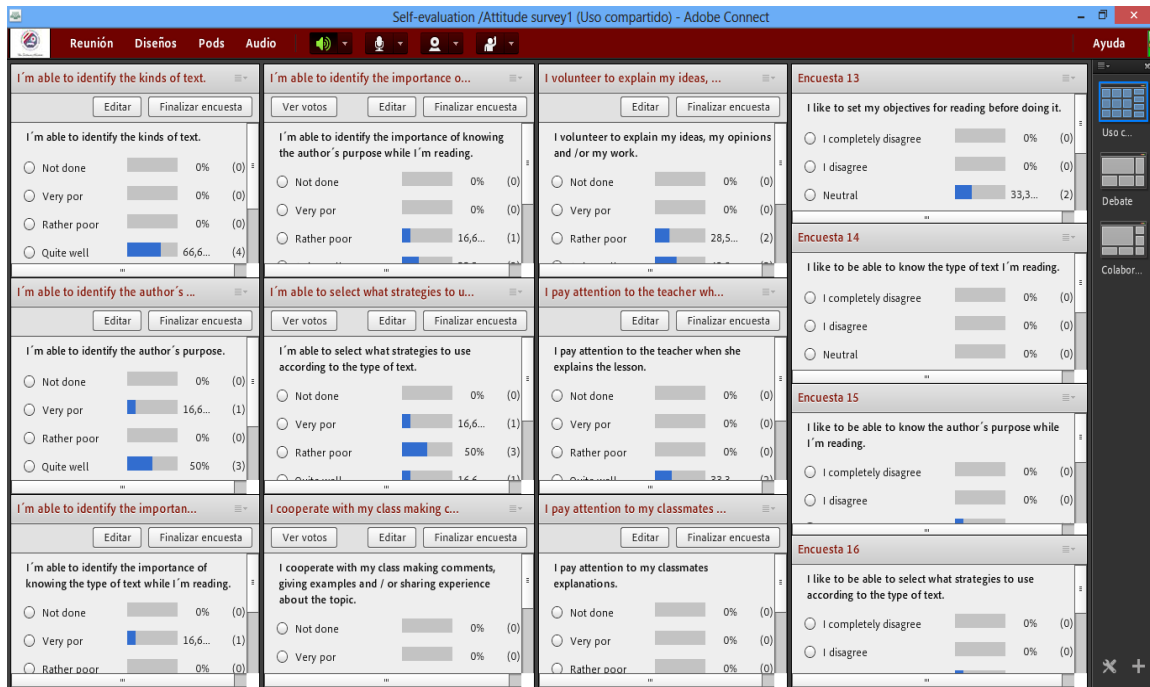 Self-evaluation /Attitude survey1 (Uso compartido) - Adobe Connect
Reunión Diseños Pods Audio Ayuda
I´m able to identify the kinds of text.
Editar Finalizar encuesta
I´m able to identify the kinds of text.
Not done 0% (0)
Very por 0% (0)
Rather poor 0% (0)
Quite well 66,6... (4)
I´m able to identify the author´s ...
Editar Finalizar encuesta
I´m able to identify the author´s purpose.
Not done 0% (0)
Very por 16,6... (1)
Rather poor 0% (0)
Quite well 50% (3)
I´m able to identify the importan...
Editar Finalizar encuesta
I´m able to identify the importance of
knowing the type of text while I´m reading.
Not done 0% (0)
Very por 16,6... (1)
Rather poor 0% (0)
I´m able to identify the importance o...
Ver votos Editar Finalizar encuesta
I´m able to identify the importance of knowing
the author´s purpose while I´m reading.
Not done 0% (0)
Very por 0% (0)
Rather poor 16,6... (1)
I´m able to select what strategies to u...
Ver votos Editar Finalizar encuesta
I´m able to select what strategies to use
according to the type of text.
Not done 0% (0)
Very por 16,6... (1)
Rather poor 50% (3)
Quite well 16,6... (1)
I cooperate with my class making c...
Ver votos Editar Finalizar encuesta
I cooperate with my class making comments,
giving examples and / or sharing experience
about the topic.
Not done 0% (0)
Very por 0% (0)
I volunteer to explain my ideas, ...
Editar Finalizar encuesta
I volunteer to explain my ideas, my opinions
and /or my work.
Not done 0% (0)
Very por 0% (0)
Rather poor 28,5... (2)
I pay attention to the teacher wh...
Editar Finalizar encuesta
I pay attention to the teacher when she
explains the lesson.
Not done 0% (0)
Very por 0% (0)
Rather poor 0% (0)
Quite well 33,3... (2)
I pay attention to my classmates ...
Editar Finalizar encuesta
I pay attention to my classmates
explanations.
Not done 0% (0)
Very por 0% (0)
Rather poor 0% (0)
Encuesta 13
I like to set my objectives for reading before doing it.
I completely disagree 0% (0)
I disagree 0% (0)
Neutral 33,3... (2)
Encuesta 14
I like to be able to know the type of text I´m reading.
I completely disagree 0% (0)
I disagree 0% (0)
Neutral 0% (0)
Encuesta 15
I like to be able to know the author´s purpose while
I´m reading.
I completely disagree 0% (0)
I disagree 0% (0)
Encuesta 16
I like to be able to select what strategies to use
according to the type of text.
I completely disagree 0% (0)
I disagree 0% (0)
Uso c...
Debate
Colabor...